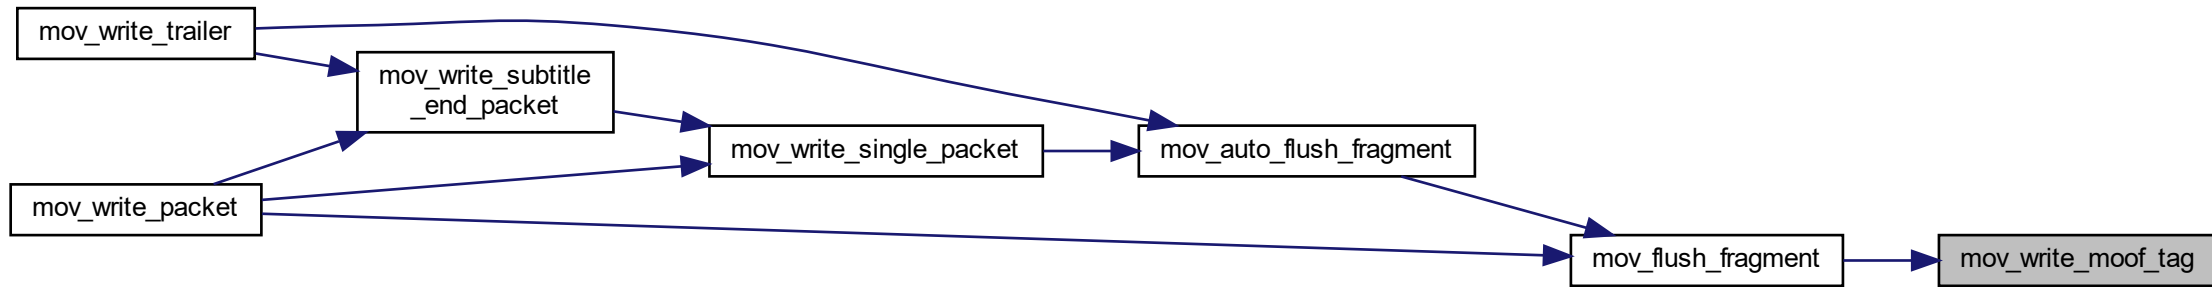 mov_write_trailer
mov_write_subtitle
_end_packet
mov_write_single_packet
mov_auto_flush_fragment
mov_write_packet
mov_flush_fragment
mov_write_moof_tag